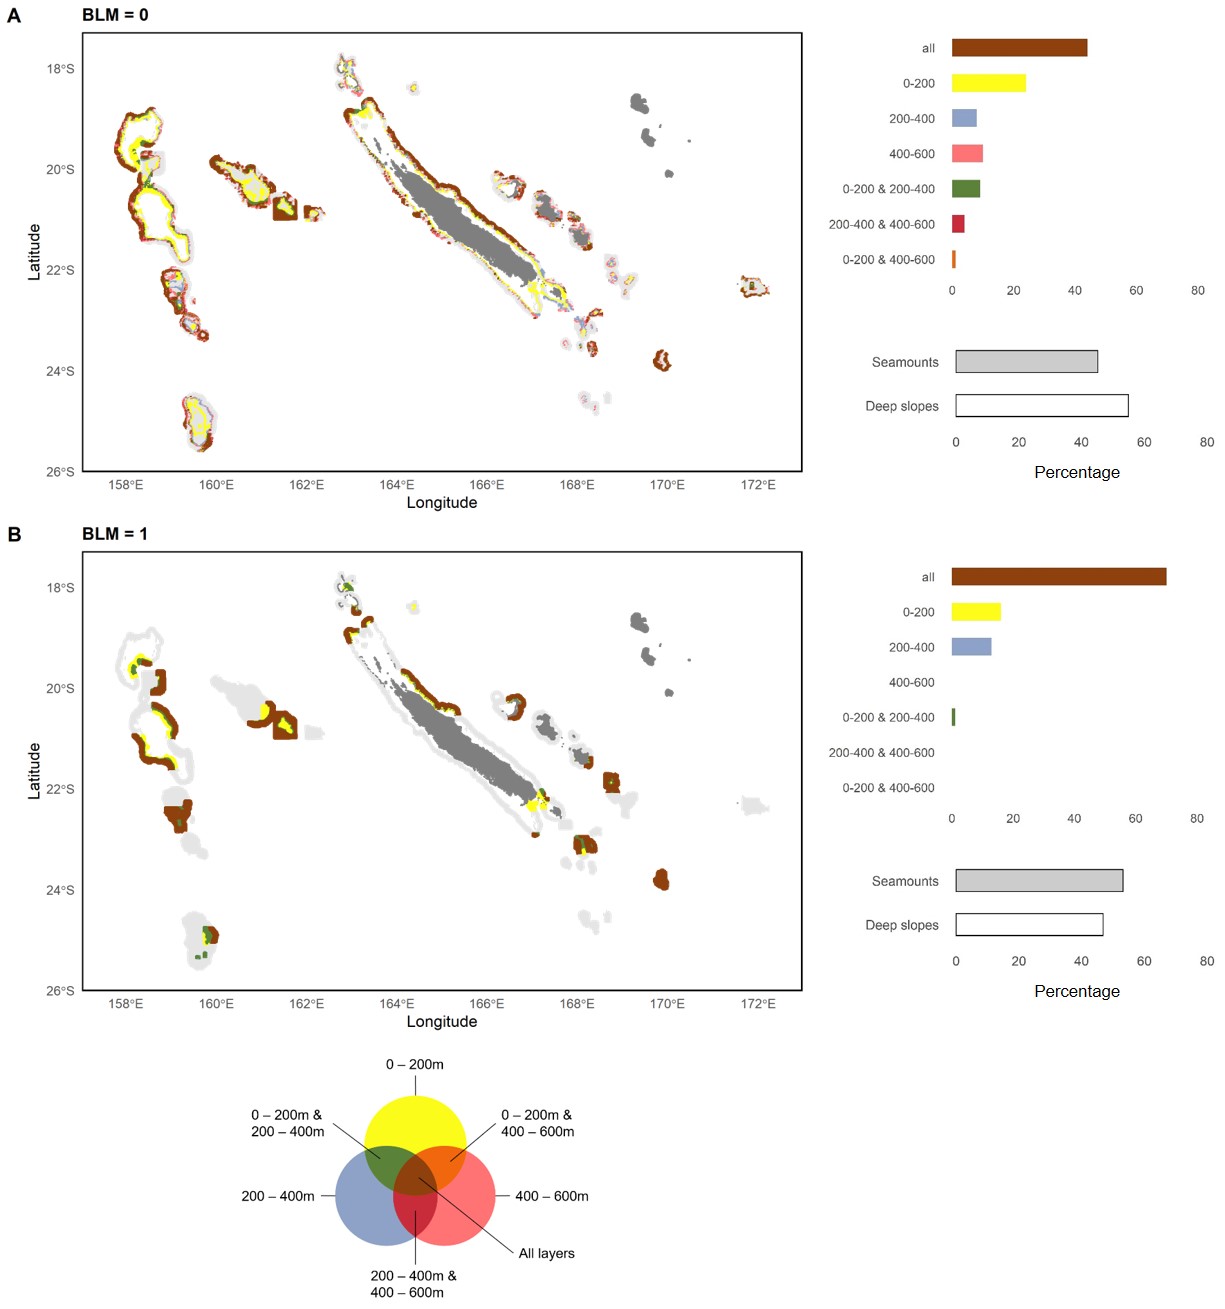 A
BLM = 0
18°S
20°S
22°S
24°S
26°S
Latitude
158°E 160°E 162°E 164°E 166°E 168°E 170°E 172°E
Longitude
all
0-200
200-400
400-600
0-200 & 200-400
200-400 & 400-600
0-200 & 400-600
0 20 40 60 80
Seamounts
Deep slopes
0 20 40 60 80
Percentage
B
BLM = 1
18°S
20°S
22°S
24°S
26°S
Latitude
158°E 160°E 162°E 164°E 166°E 168°E 170°E 172°E
Longitude
all
0-200
200-400
400-600
0-200 & 200-400
200-400 & 400-600
0-200 & 400-600
0 20 40 60 80
Seamounts
Deep slopes
0 20 40 60 80
Percentage
0 – 200m
0 – 200m &
200 – 400m
0 – 200m &
400 – 600m
200 – 400m
400 – 600m
All layers
200 – 400m &
400 – 600m